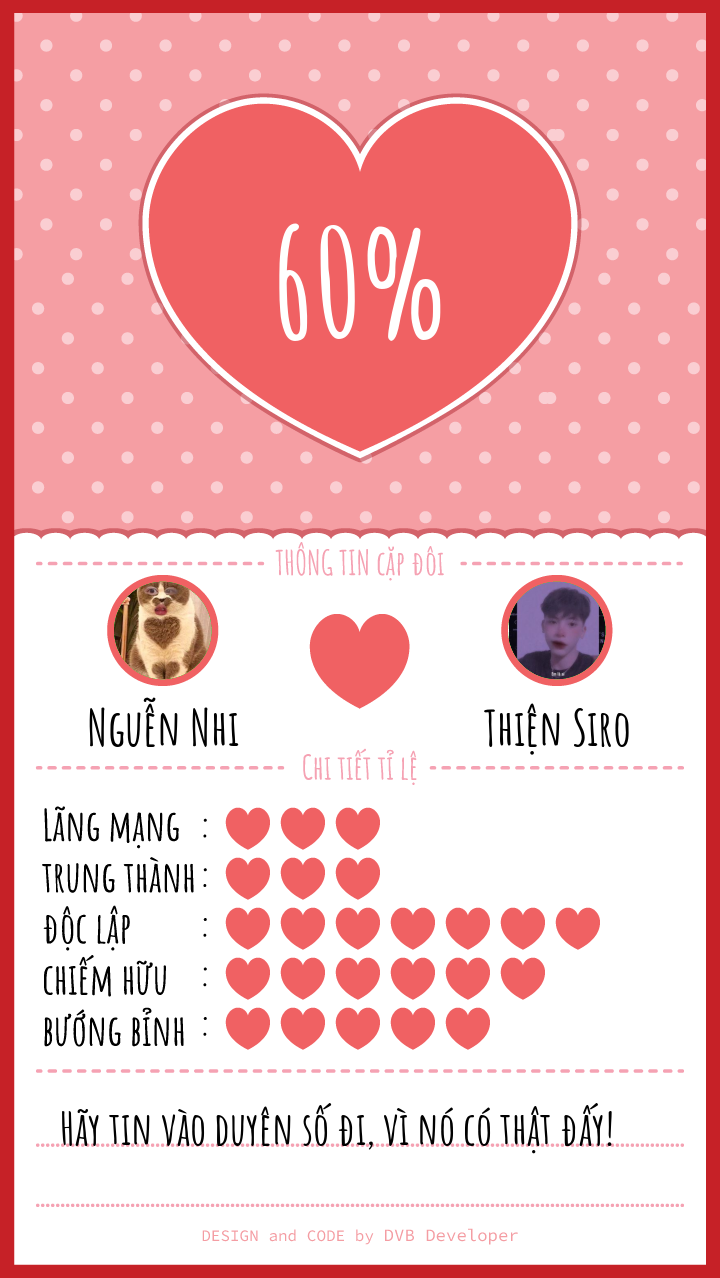 60%
THÔNG TIN CẶP ĐÔI
NGUỄN NHI
THIỆN SIRO
CHI TIẾT TỈ LỆ
LÃNG MẠNG :
TRUNG THÀNH :
ĐỘC LẬP :
CHIẾM HỮU :
BƯỚNG BỈNH :
HÃY TIN VÀO DUYÊN SỐ ĐI, VÌ NÓ CÓ THẬT ĐẤY!
DESIGN and CODE by DVB Developer